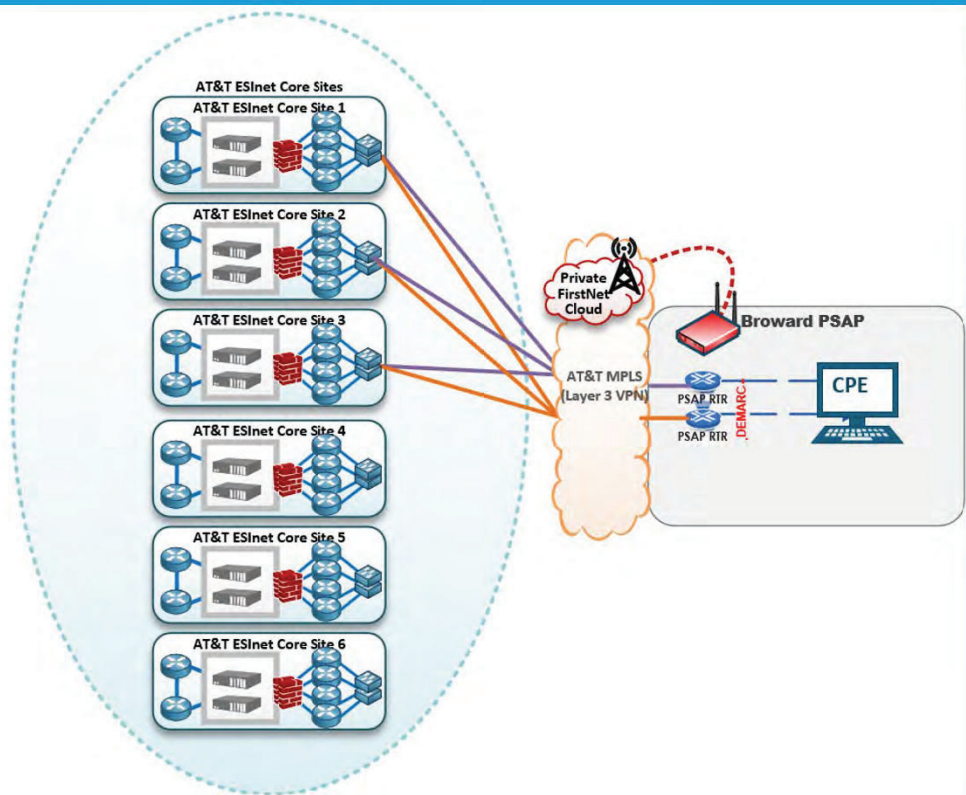 AT&T ESInet Core Sites
AT&T ESInet Core Site 1
AT&T ESInet Core Site 2
AT&T ESInet Core Site 3
AT&T ESInet Core Site 4
AT&T ESInet Core Site 5
AT&T ESInet Core Site 6
Private
FirstNet
Cloud
AT&T MPLS
(Layer 3 VPN)
Broward PSAP
PSAP RTR
PSAP RTR
DEMARC
CPE